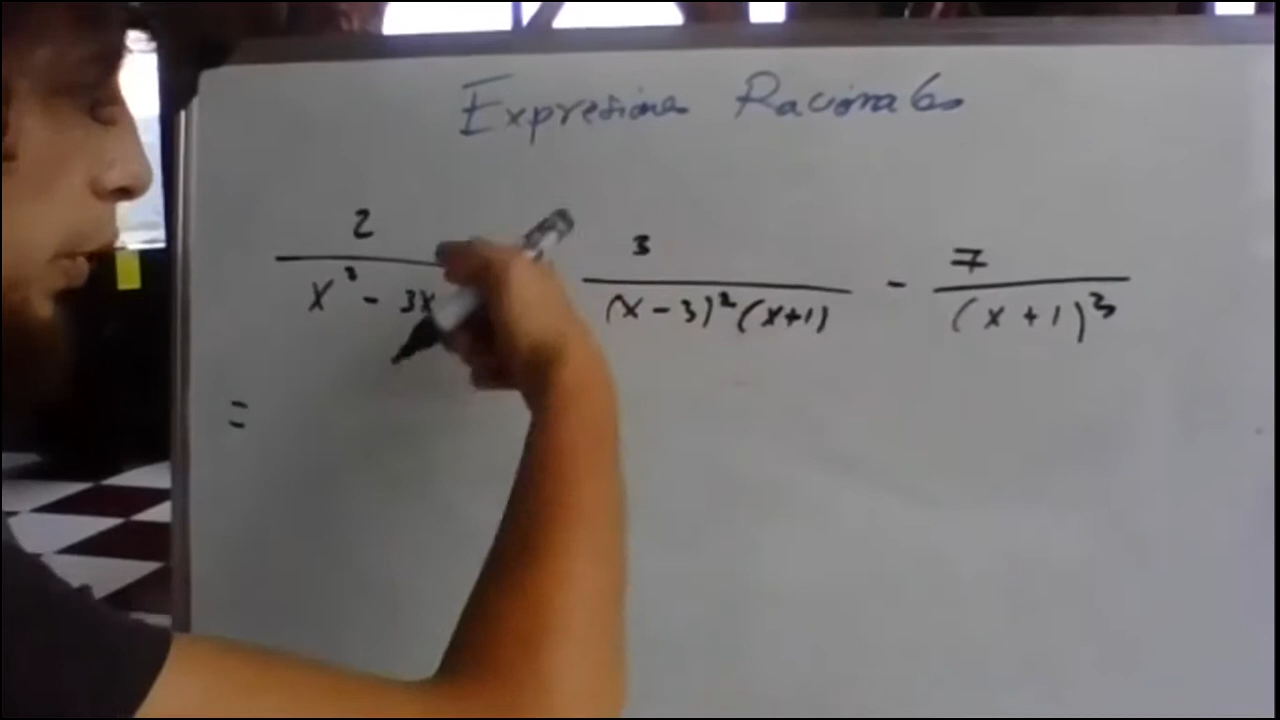 Expresiones Racionales
2 3 - 7
x² - 3x (x-3)² (x+1) (x+1)³
=